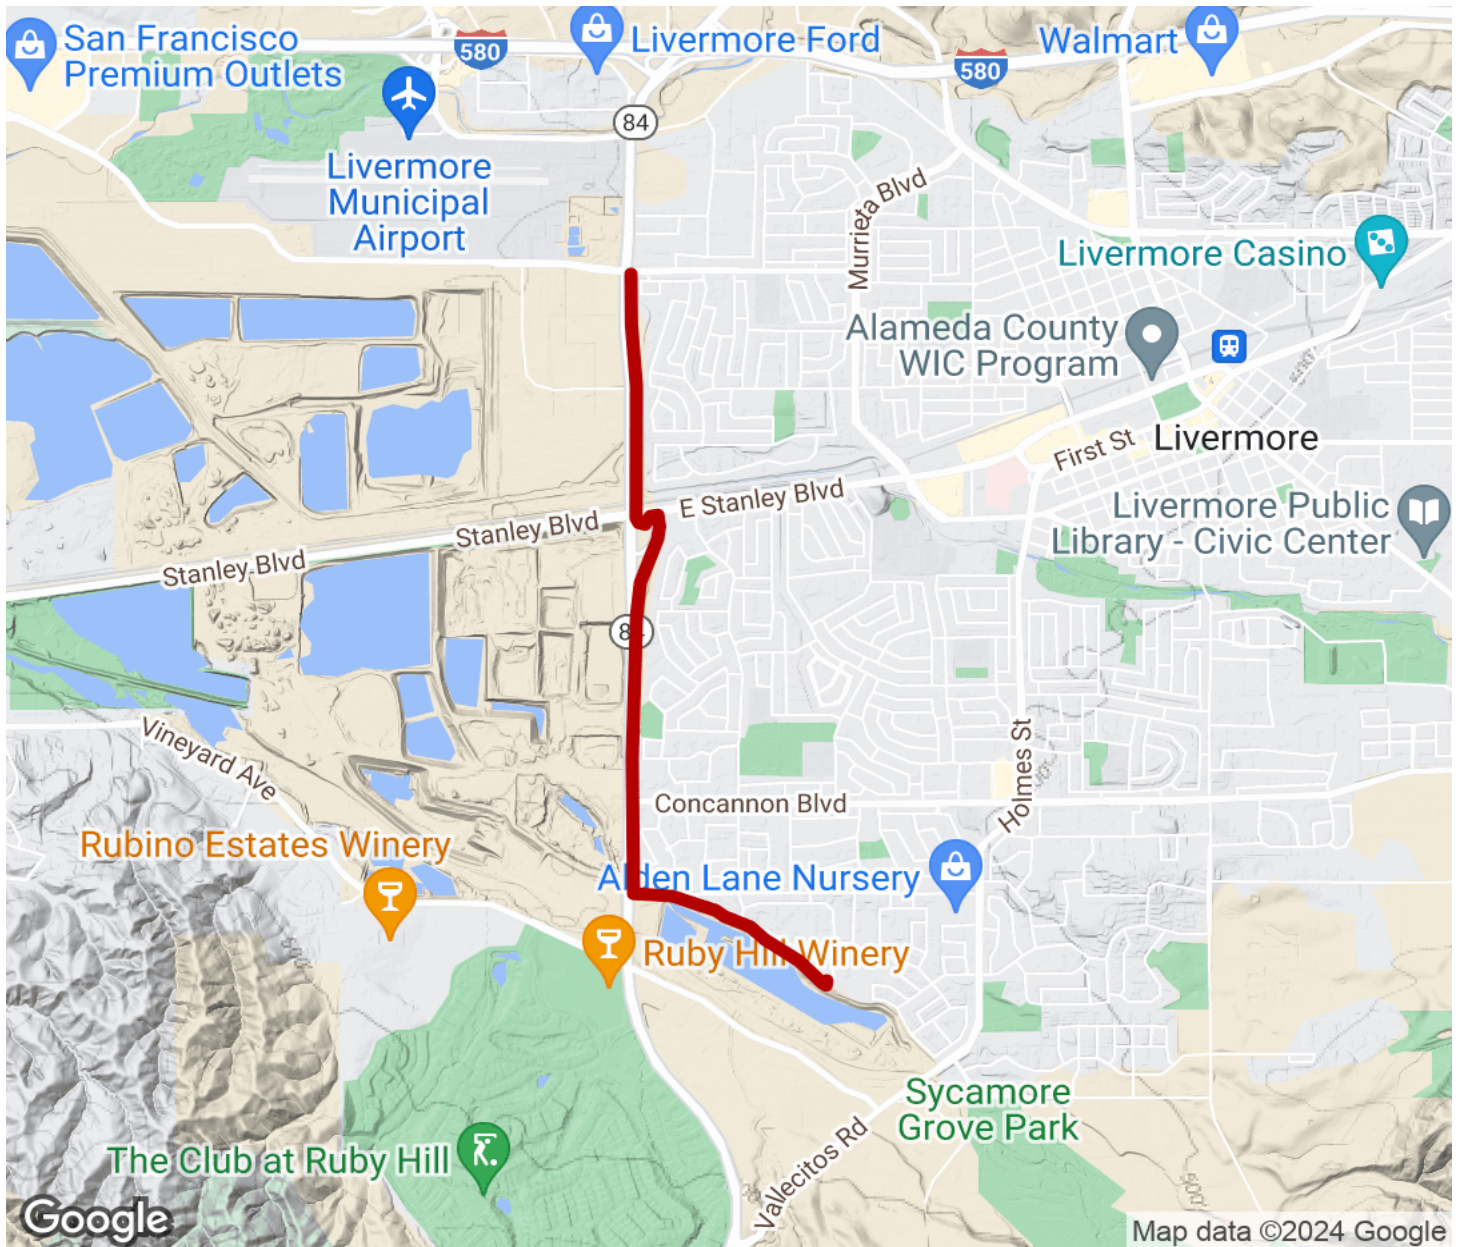 San Francisco
Premium Outlets
580
Livermore Ford
Walmart
580
84
Livermore
Municipal
Airport
Murrieta Blvd
Livermore Casino
Alameda County
WIC Program
First St
Livermore
E Stanley Blvd
Stanley Blvd
Stanley Blvd
Livermore Public
Library - Civic Center
84
Vineyard Ave
Holmes St
Concannon Blvd
Rubino Estates Winery
Alden Lane Nursery
Ruby Hill Winery
Sycamore
Grove Park
The Club at Ruby Hill
Vallecitos Rd
500
Google
Map data ©2024 Google